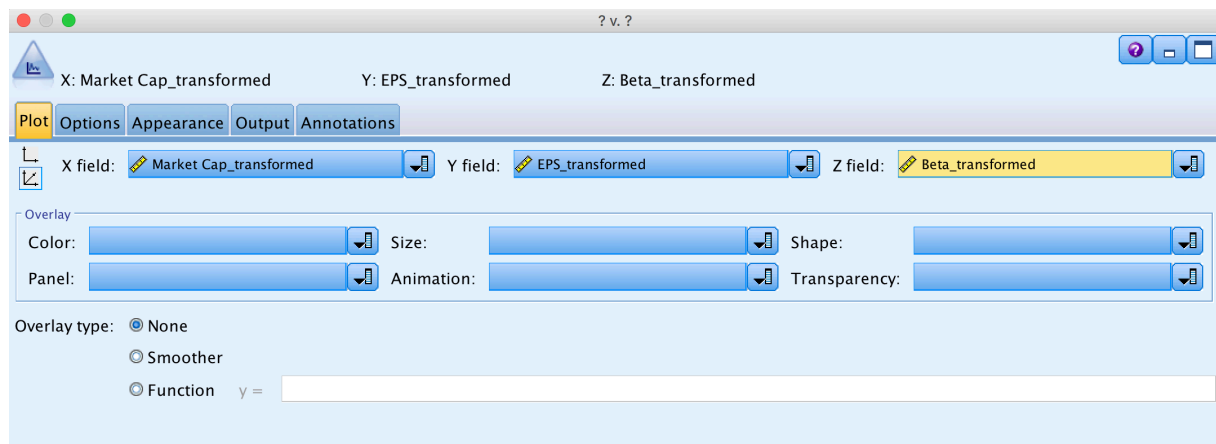 ? v. ?
X: Market Cap_transformed Y: EPS_transformed Z: Beta_transformed
Plot Options Appearance Output Annotations
X field: Market Cap_transformed Y field: EPS_transformed Z field: Beta_transformed
Overlay
Color: Size: Shape:
Panel: Animation: Transparency:
Overlay type: None
Smoother
Function y =